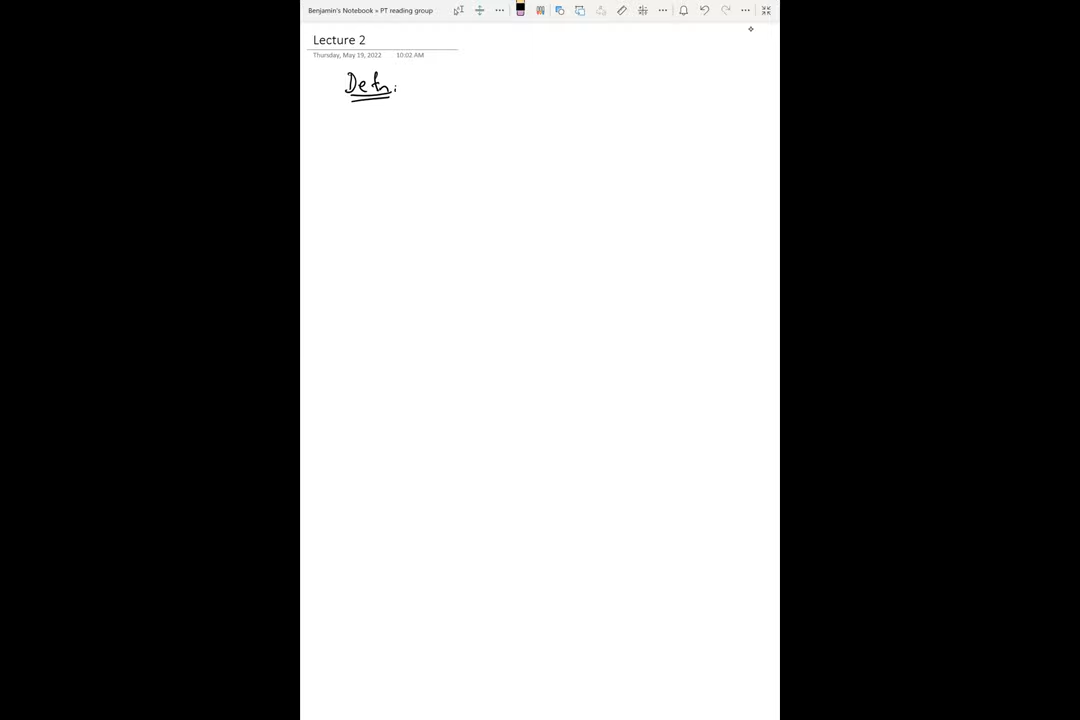 Benjamin's Notebook » PT reading group
Lecture 2
Thursday, May 19, 2022 10:02 AM
Defn: